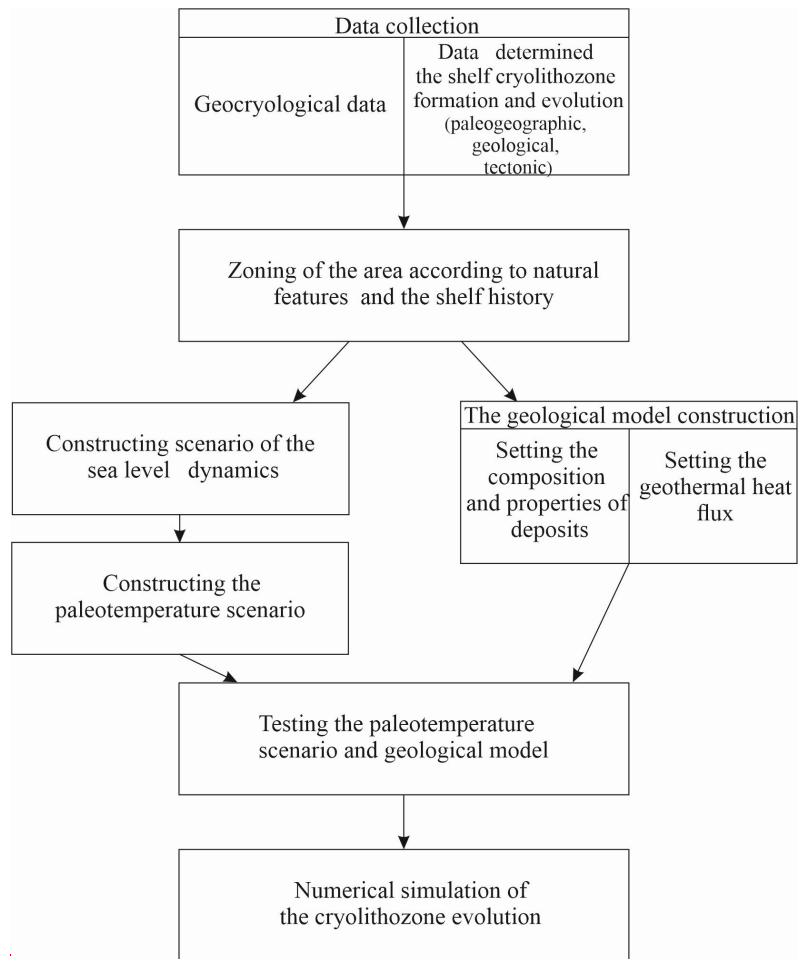 Data collection
Geocryological data
Data determined
the shelf cryolithozone
formation and evolution
(paleogeographic,
geological,
tectonic)
Zoning of the area according to natural
features and the shelf history
Constructing scenario of the
sea level dynamics
The geological model construction
Setting the
composition
and properties of
deposits
Setting the
geothermal heat
flux
Constructing the
paleotemperature scenario
Testing the paleotemperature
scenario and geological model
Numerical simulation of
the cryolithozone evolution